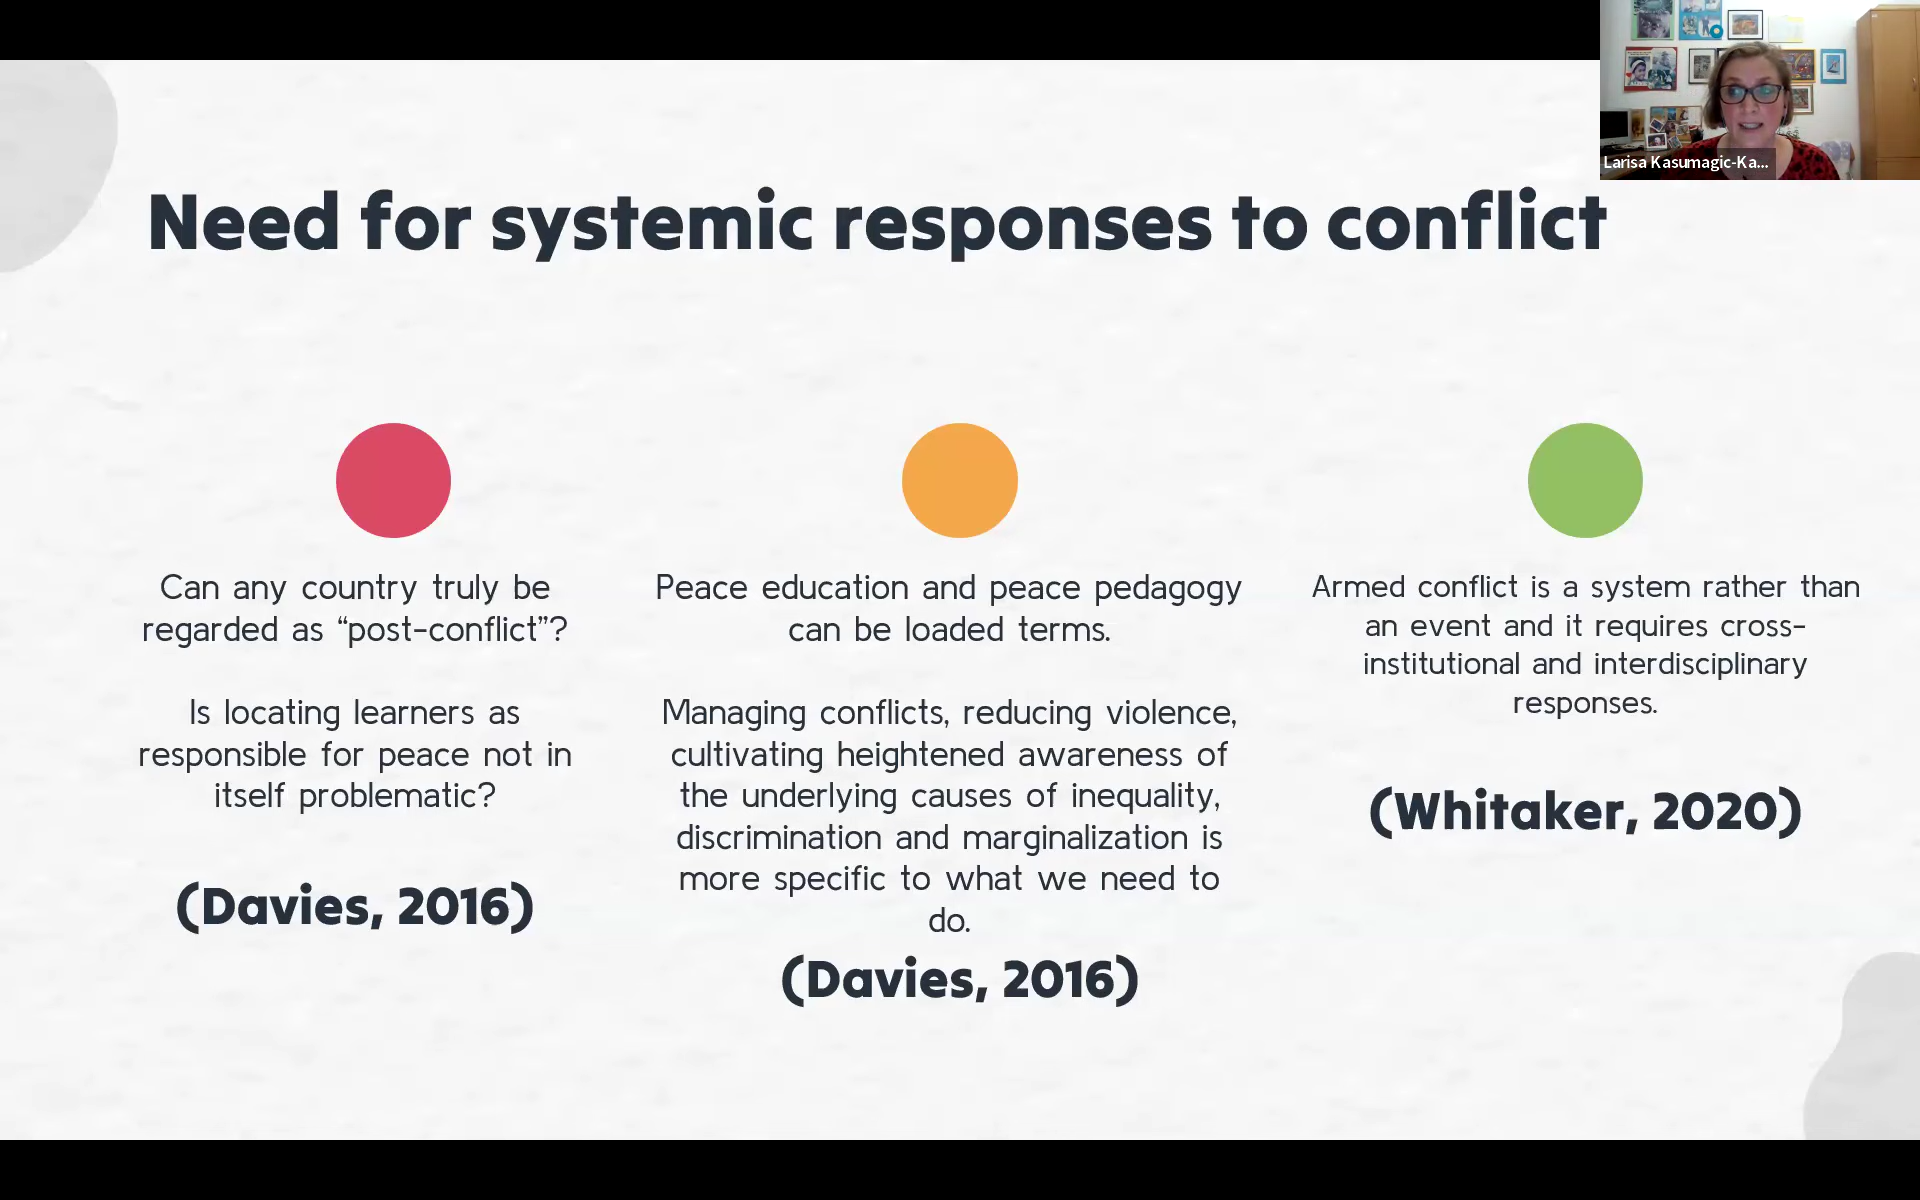 Larisa Kasumagic-Ka...
Need for systemic responses to conflict
Can any country truly be
regarded as “post-conflict”?
Is locating learners as
responsible for peace not in
itself problematic?
(Davies, 2016)
Peace education and peace pedagogy
can be loaded terms.
Managing conflicts, reducing violence,
cultivating heightened awareness of
the underlying causes of inequality,
discrimination and marginalization is
more specific to what we need to
do.
(Davies, 2016)
Armed conflict is a system rather than
an event and it requires cross-
institutional and interdisciplinary
responses.
(Whitaker, 2020)